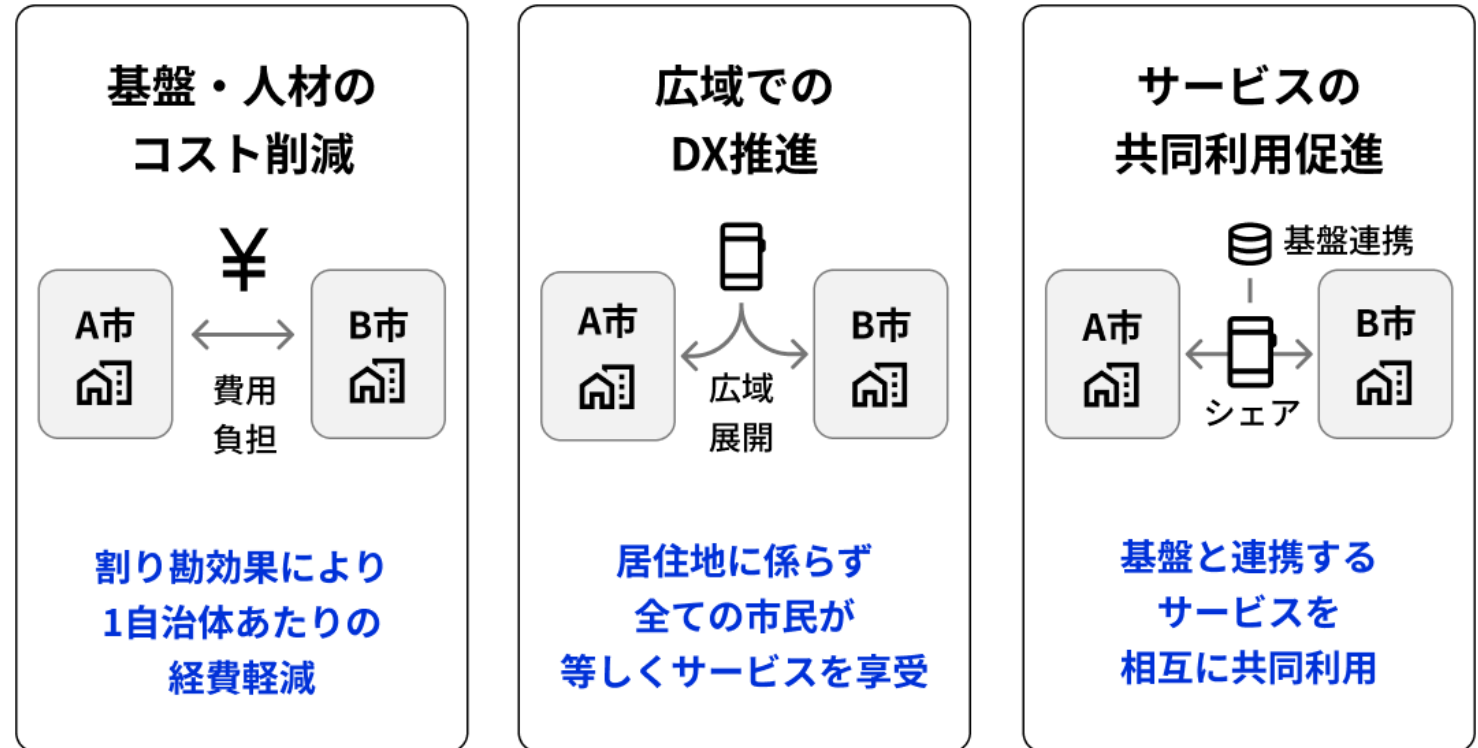 基盤・人材の
コスト削減
¥
A市
B市
費用
負担
割り勘効果により
1自治体あたりの
経費軽減
広域での
DX推進
A市
B市
広域
展開
居住地に係らず
全ての市民が
等しくサービスを享受
サービスの
共同利用促進
基盤連携
A市
B市
シェア
基盤と連携する
サービスを
相互に共同利用